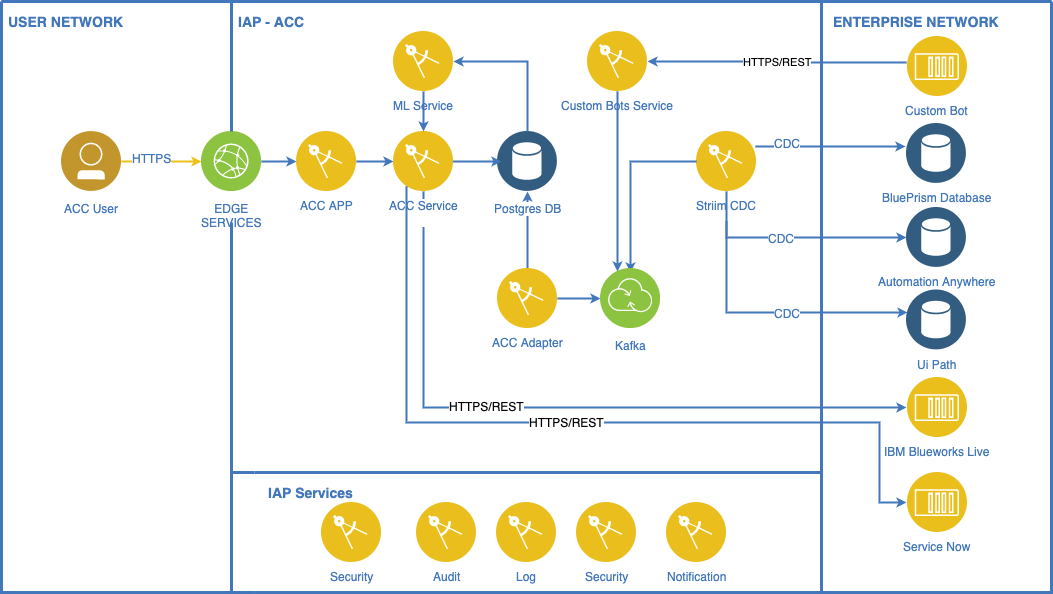 USER NETWORK
IAP - ACC
ENTERPRISE NETWORK
HTTPS/REST
ML Service
Custom Bots Service
Custom Bot
HTTPS
CDC
ACC User
EDGE
SERVICES
ACC APP
ACC Service
Postgres DB
Striim CDC
BluePrism Database
CDC
Automation Anywhere
CDC
ACC Adapter
Kafka
Ui Path
HTTPS/REST
HTTPS/REST
IBM Blueworks Live
IAP Services
Service Now
Security
Audit
Log
Security
Notification